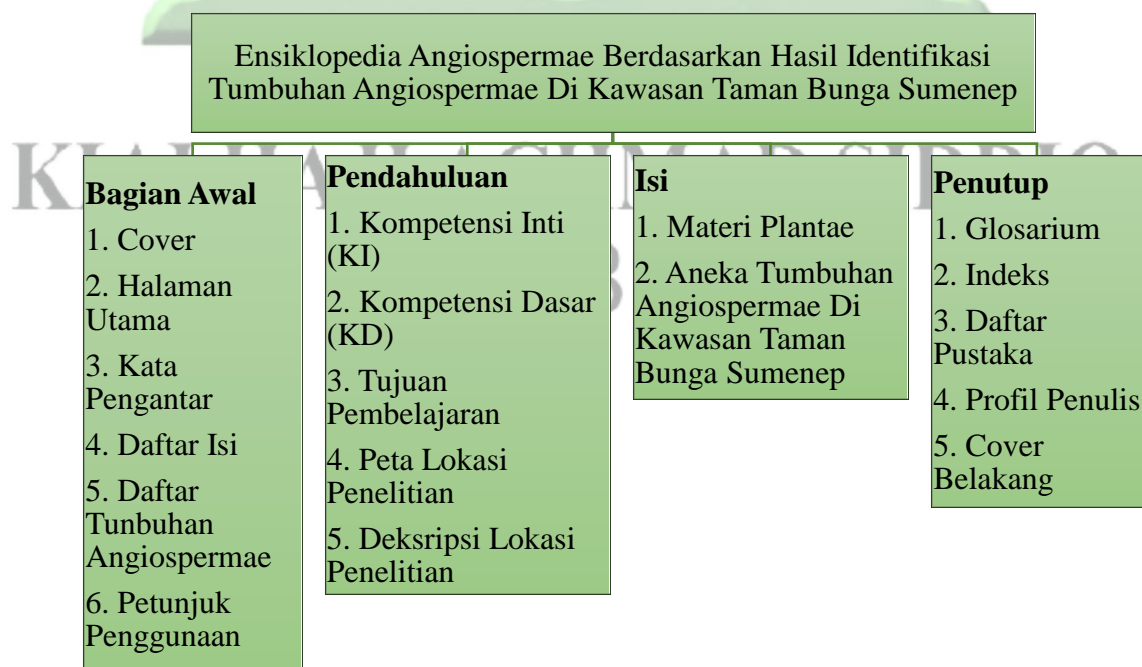 Ensiklopedia Angiospermae Berdasarkan Hasil Identifikasi
Tumbuhan Angiospermae Di Kawasan Taman Bunga Sumenep
Bagian Awal
1. Cover
2. Halaman
Utama
3. Kata
Pengantar
4. Daftar Isi
5. Daftar
Tunbuhan
Angiospermae
6. Petunjuk
Penggunaan
Pendahuluan
1. Kompetensi Inti
(KI)
2. Kompetensi Dasar
(KD)
3. Tujuan
Pembelajaran
4. Peta Lokasi
Penelitian
5. Deksripsi Lokasi
Penelitian
Isi
1. Materi Plantae
2. Aneka Tumbuhan
Angiospermae Di
Kawasan Taman
Bunga Sumenep
Penutup
1. Glosarium
2. Indeks
3. Daftar
Pustaka
4. Profil Penulis
5. Cover
Belakang